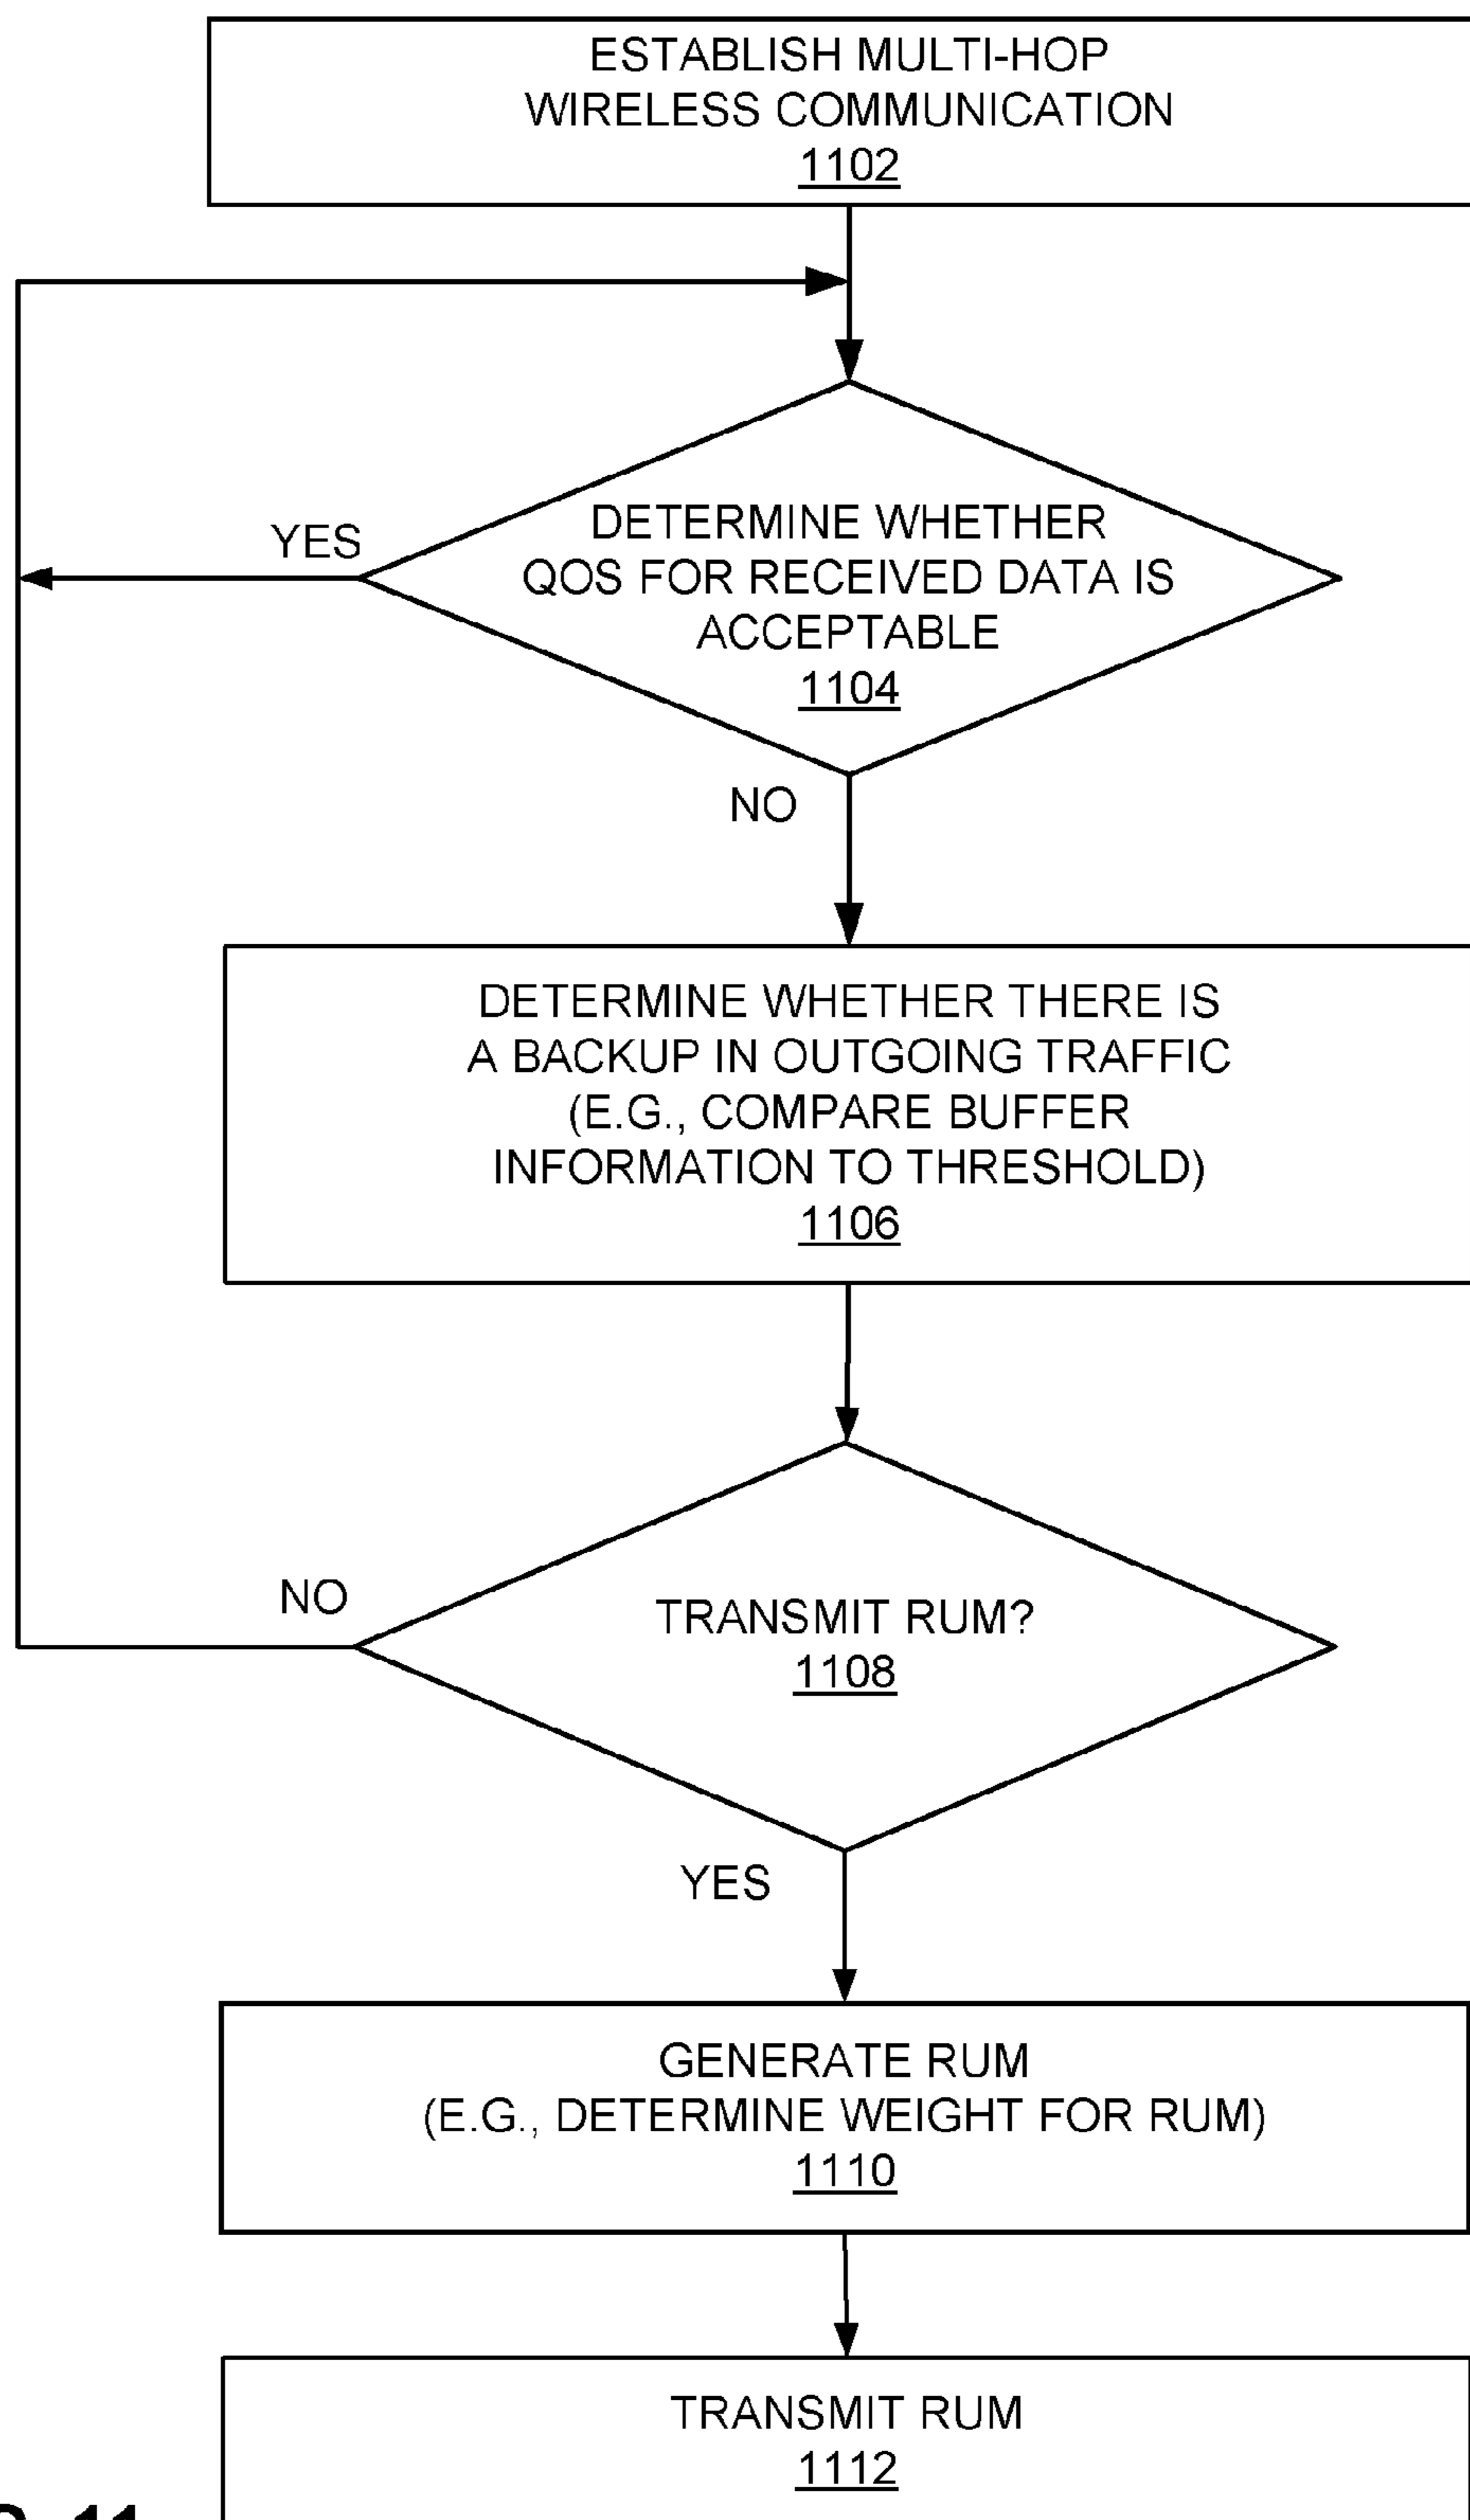 ESTABLISH MULTI-HOP
WIRELESS COMMUNICATION
1102
DETERMINE WHETHER
QOS FOR RECEIVED DATA IS
ACCEPTABLE
1104
YES
NO
DETERMINE WHETHER THERE IS
A BACKUP IN OUTGOING TRAFFIC
(E.G., COMPARE BUFFER
INFORMATION TO THRESHOLD)
1106
TRANSMIT RUM?
1108
NO
YES
GENERATE RUM
(E.G., DETERMINE WEIGHT FOR RUM)
1110
TRANSMIT RUM
1112